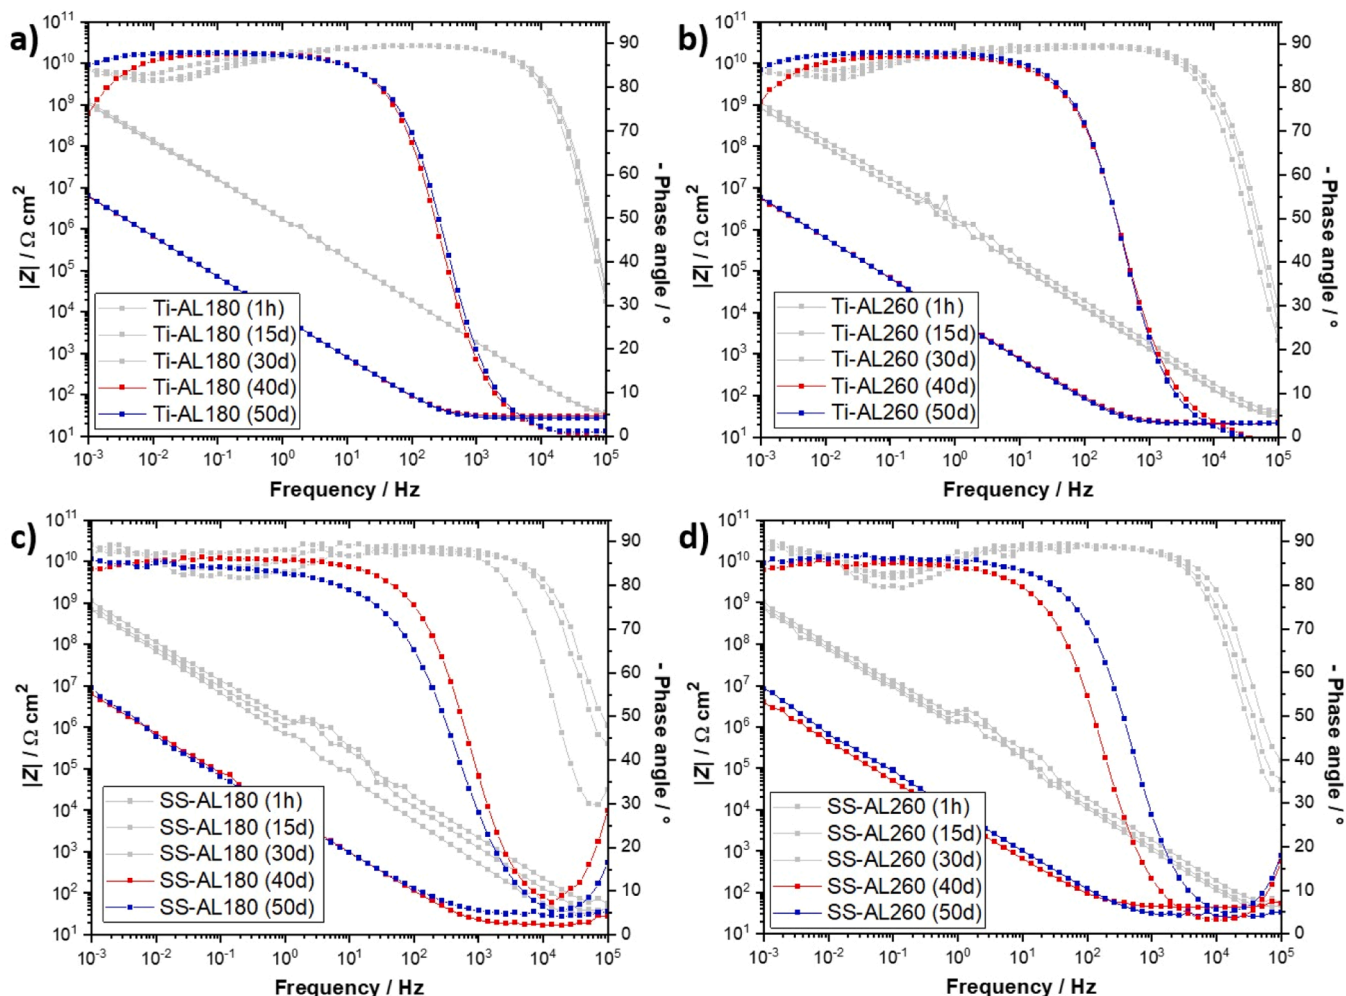 a)
10¹¹
10¹⁰
10⁹
10⁸
10⁷
10⁶
10⁵
10⁴
10³
10²
10¹
|Z| / Ω cm²
90
80
70
60
50
40
30
20
10
0
- Phase angle / °
Ti-AL180 (1h)
Ti-AL180 (15d)
Ti-AL180 (30d)
Ti-AL180 (40d)
Ti-AL180 (50d)
10⁻³ 10⁻² 10⁻¹ 10⁰ 10¹ 10² 10³ 10⁴ 10⁵
Frequency / Hz
b)
10¹¹
10¹⁰
10⁹
10⁸
10⁷
10⁶
10⁵
10⁴
10³
10²
10¹
|Z| / Ω cm²
90
80
70
60
50
40
30
20
10
0
- Phase angle / °
Ti-AL260 (1h)
Ti-AL260 (15d)
Ti-AL260 (30d)
Ti-AL260 (40d)
Ti-AL260 (50d)
10⁻³ 10⁻² 10⁻¹ 10⁰ 10¹ 10² 10³ 10⁴ 10⁵
Frequency / Hz
c)
10¹¹
10¹⁰
10⁹
10⁸
10⁷
10⁶
10⁵
10⁴
10³
10²
10¹
|Z| / Ω cm²
90
80
70
60
50
40
30
20
10
0
- Phase angle / °
SS-AL180 (1h)
SS-AL180 (15d)
SS-AL180 (30d)
SS-AL180 (40d)
SS-AL180 (50d)
10⁻³ 10⁻² 10⁻¹ 10⁰ 10¹ 10² 10³ 10⁴ 10⁵
Frequency / Hz
d)
10¹¹
10¹⁰
10⁹
10⁸
10⁷
10⁶
10⁵
10⁴
10³
10²
10¹
|Z| / Ω cm²
90
80
70
60
50
40
30
20
10
0
- Phase angle / °
SS-AL260 (1h)
SS-AL260 (15d)
SS-AL260 (30d)
SS-AL260 (40d)
SS-AL260 (50d)
10⁻³ 10⁻² 10⁻¹ 10⁰ 10¹ 10² 10³ 10⁴ 10⁵
Frequency / Hz